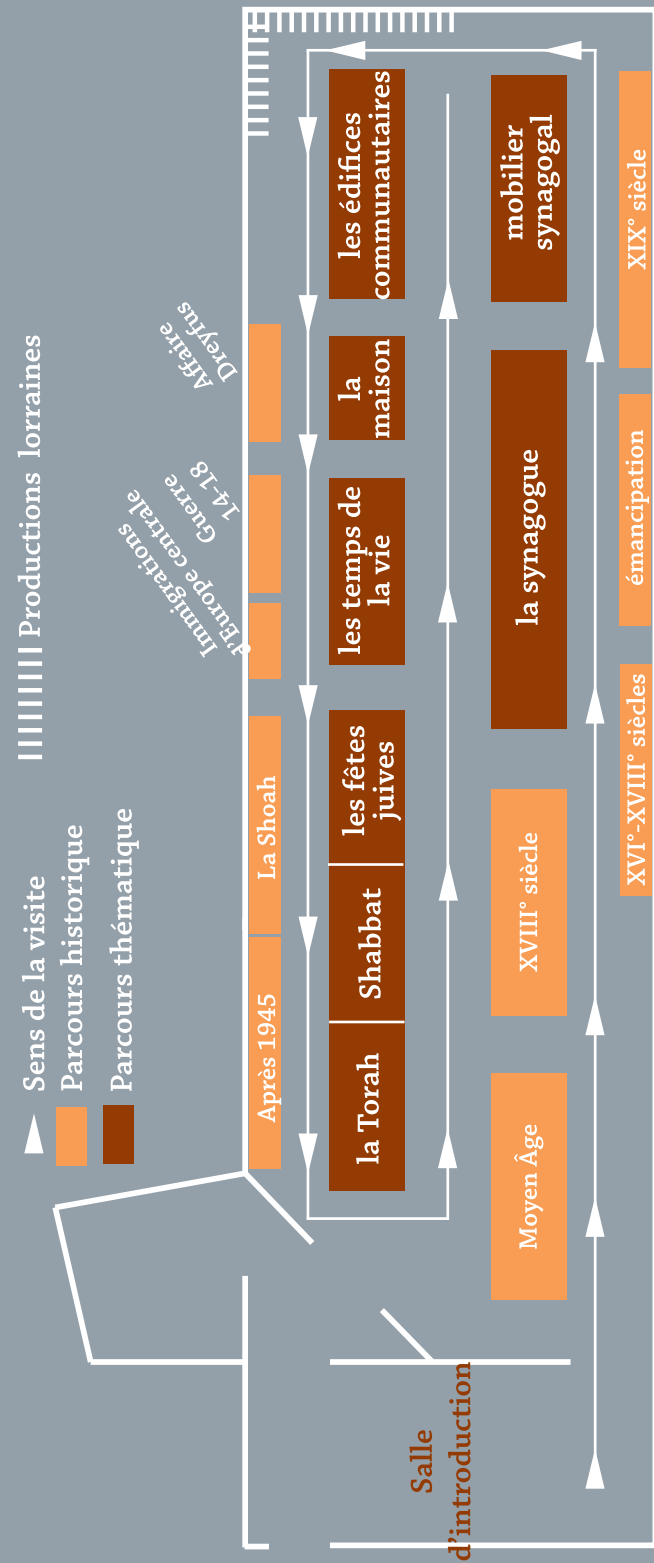 Sens de la visite
Parcours historique
Parcours thématique
Productions lorraines
Après 1945
La Shoah
Immigrations
d'Europe centrale
Guerre
14-18
Affaire
Dreyfus
la Torah
Shabbat
les fêtes
juives
les temps de
la vie
la
maison
les édifices
communautaires
Salle
d'introduction
Moyen Âge
XVIII° siècle
la synagogue
mobilier
synagogal
XVI°-XVIII° siècles
émancipation
XIX° siècle